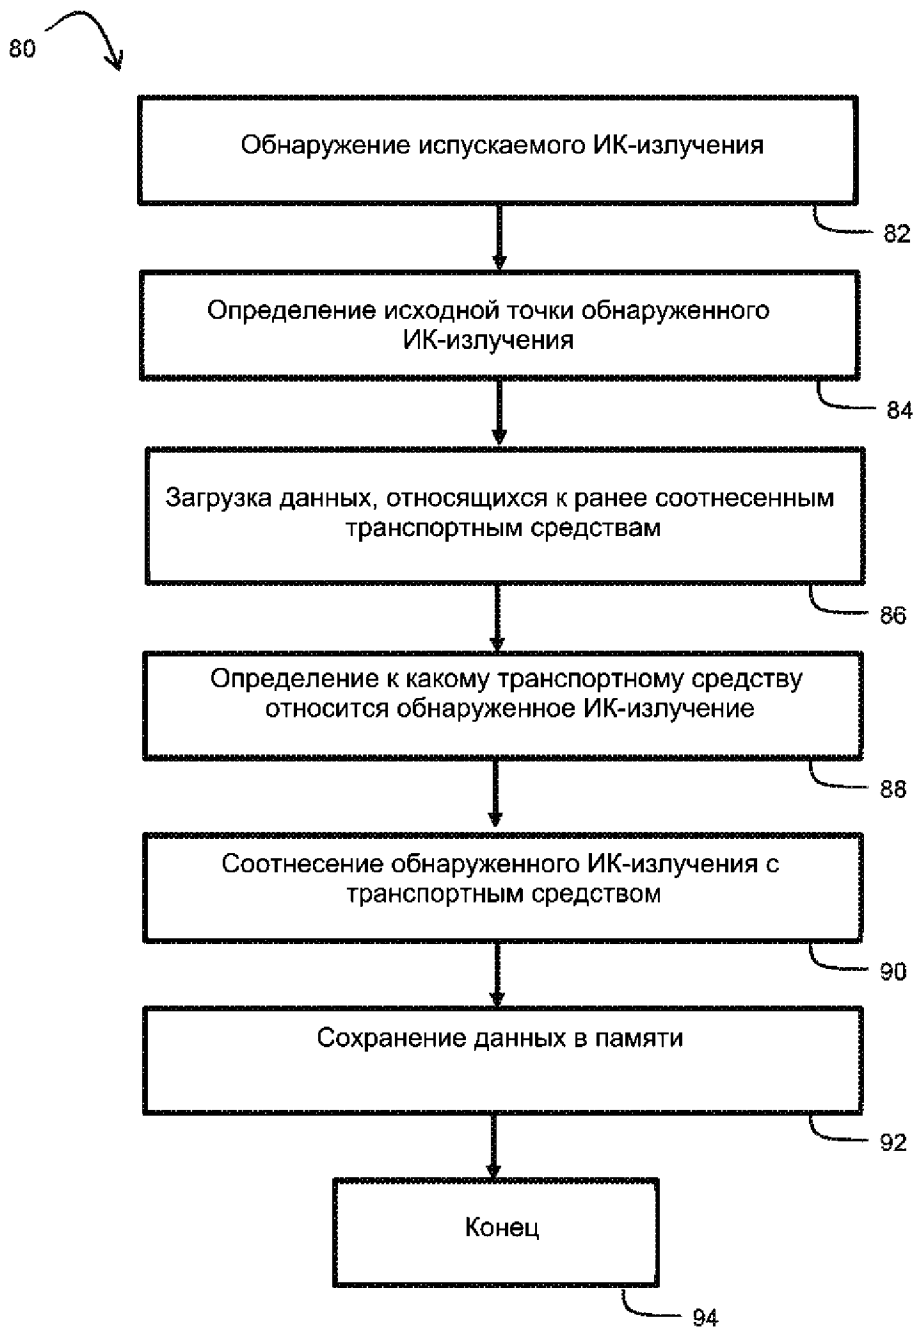 80
Обнаружение испускаемого ИК-излучения
82
Определение исходной точки обнаруженного
ИК-излучения
84
Загрузка данных, относящихся к ранее соотнесенным
транспортным средствам
86
Определение к какому транспортному средству
относится обнаруженное ИК-излучение
88
Соотнесение обнаруженного ИК-излучения с
транспортным средством
90
Сохранение данных в памяти
92
Конец
94